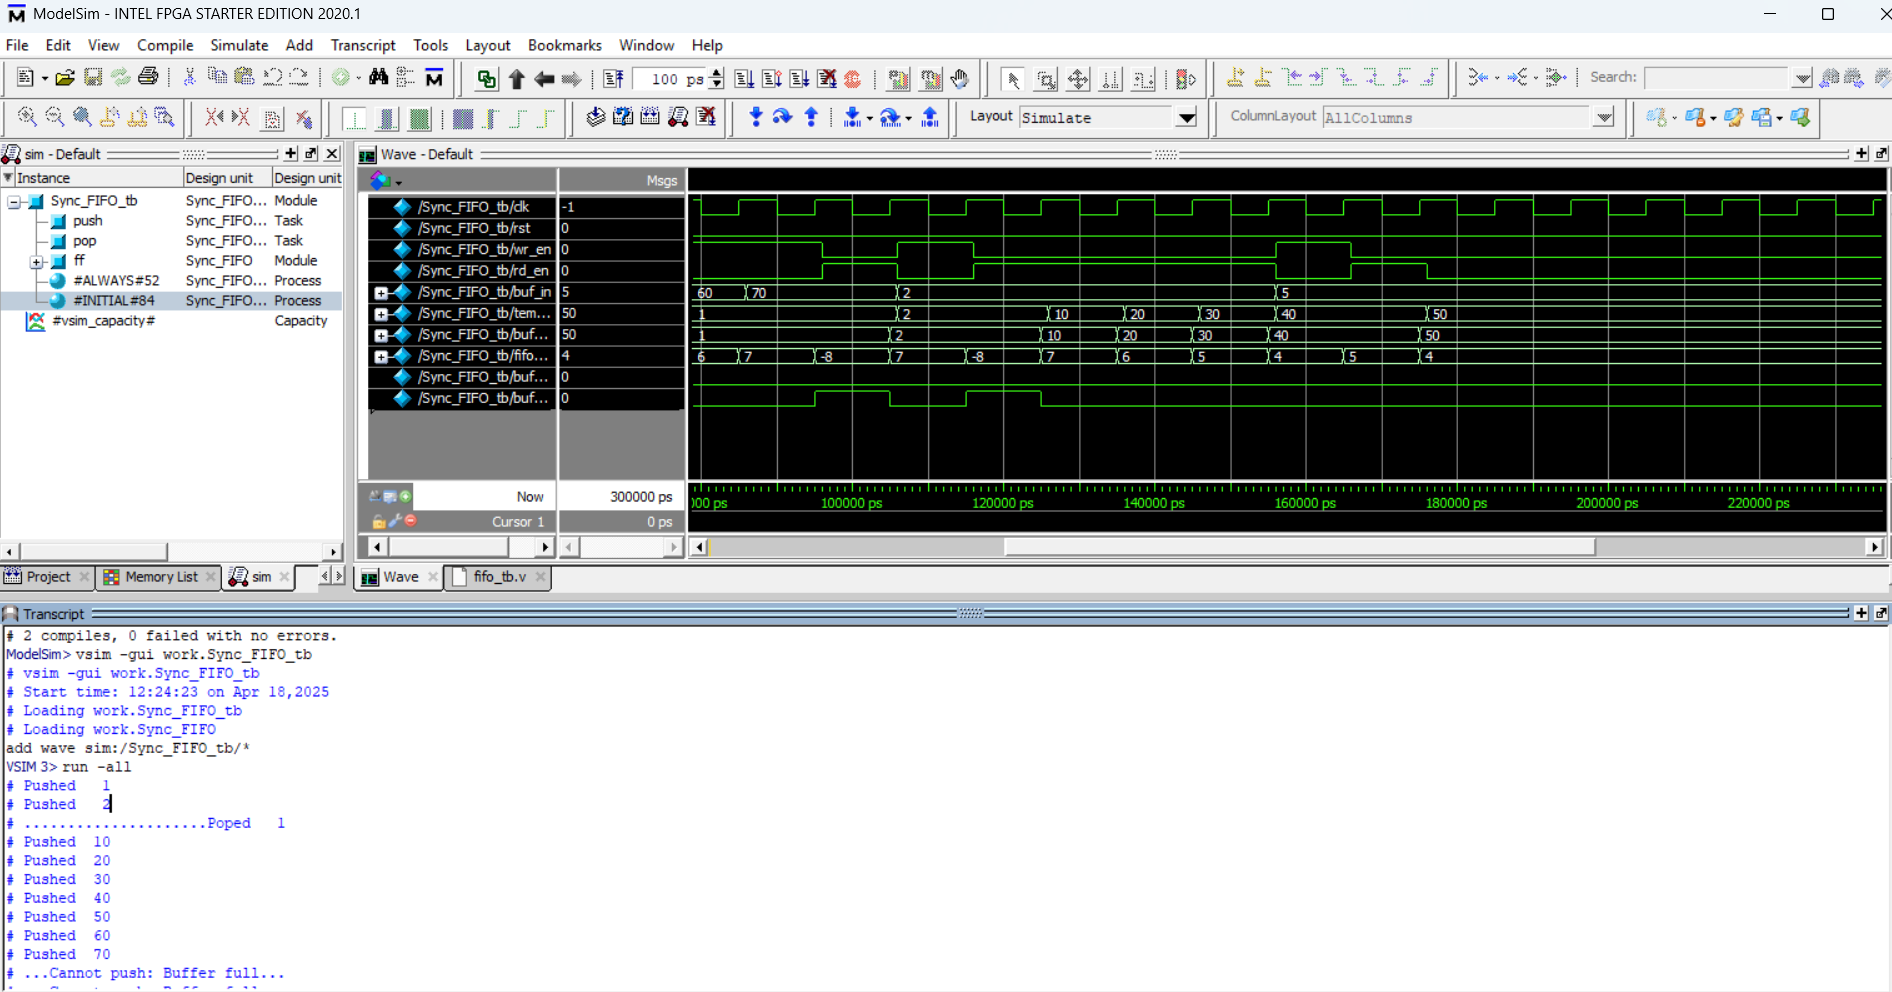 ModelSim - INTEL FPGA STARTER EDITION 2020.1
File Edit View Compile Simulate Add Transcript Tools Layout Bookmarks Window Help
100 ps
Search:
Layout Simulate
ColumnLayout AllColumns
sim - Default
Instance Design unit Design unit
Sync_FIFO_tb Sync_FIFO... Module
push Sync_FIFO... Task
pop Sync_FIFO... Task
ff Sync_FIFO Module
#ALWAYS#52 Sync_FIFO... Process
#INITIAL#84 Sync_FIFO... Process
#vsim_capacity# Capacity
Wave - Default
Msgs
/Sync_FIFO_tb/clk -1
/Sync_FIFO_tb/rst 0
/Sync_FIFO_tb/wr_en 0
/Sync_FIFO_tb/rd_en 0
/Sync_FIFO_tb/buf_in 5 60 70 2 5
/Sync_FIFO_tb/tem... 50 1 2 10 20 30 40 50
/Sync_FIFO_tb/buf... 50 1 2 10 20 30 40 50
/Sync_FIFO_tb/fifo... 4 6 7 -8 7 -8 7 6 5 4 5 4
/Sync_FIFO_tb/buf... 0
/Sync_FIFO_tb/buf... 0
Now 300000 ps
000 ps 100000 ps 120000 ps 140000 ps 160000 ps 180000 ps 200000 ps 220000 ps
Cursor 1 0 ps
Project Memory List sim
Wave fifo_tb.v
Transcript
# 2 compiles, 0 failed with no errors.
ModelSim> vsim -gui work.Sync_FIFO_tb
# vsim -gui work.Sync_FIFO_tb
# Start time: 12:24:23 on Apr 18,2025
# Loading work.Sync_FIFO_tb
# Loading work.Sync_FIFO
add wave sim:/Sync_FIFO_tb/*
VSIM 3> run -all
# Pushed 1
# Pushed 2
# .....................Poped 1
# Pushed 10
# Pushed 20
# Pushed 30
# Pushed 40
# Pushed 50
# Pushed 60
# Pushed 70
# ...Cannot push: Buffer full...